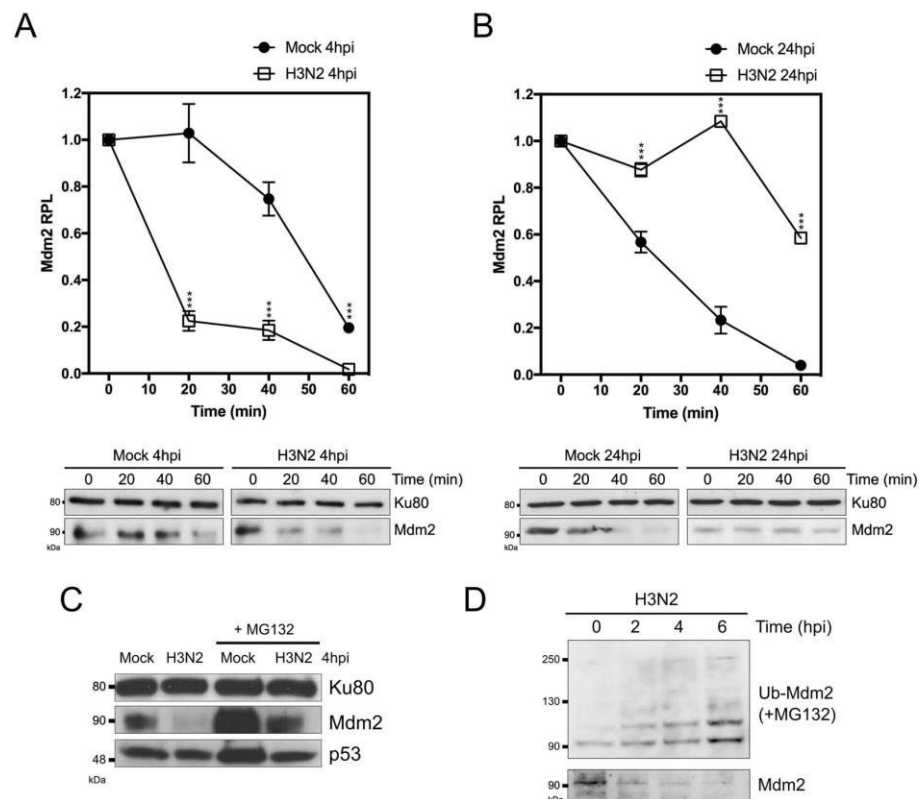 A
Mock 4hpi
H3N2 4hpi
1.2
1.0
0.8
0.6
0.4
0.2
0.0
Mdm2 RPL
***
***
***
0 10 20 30 40 50 60
Time (min)
Mock 4hpi H3N2 4hpi
0 20 40 60 0 20 40 60 Time (min)
80 Ku80
90 Mdm2
kDa
B
Mock 24hpi
H3N2 24hpi
1.2
1.0
0.8
0.6
0.4
0.2
0.0
Mdm2 RPL
***
***
***
0 10 20 30 40 50 60
Time (min)
Mock 24hpi H3N2 24hpi
0 20 40 60 0 20 40 60 Time (min)
80 Ku80
90 Mdm2
kDa
C
+ MG132
Mock H3N2 Mock H3N2 4hpi
80 Ku80
90 Mdm2
48 p53
kDa
D
H3N2
0 2 4 6 Time (hpi)
250
130
90
Ub-Mdm2
(+MG132)
90 Mdm2
kDa